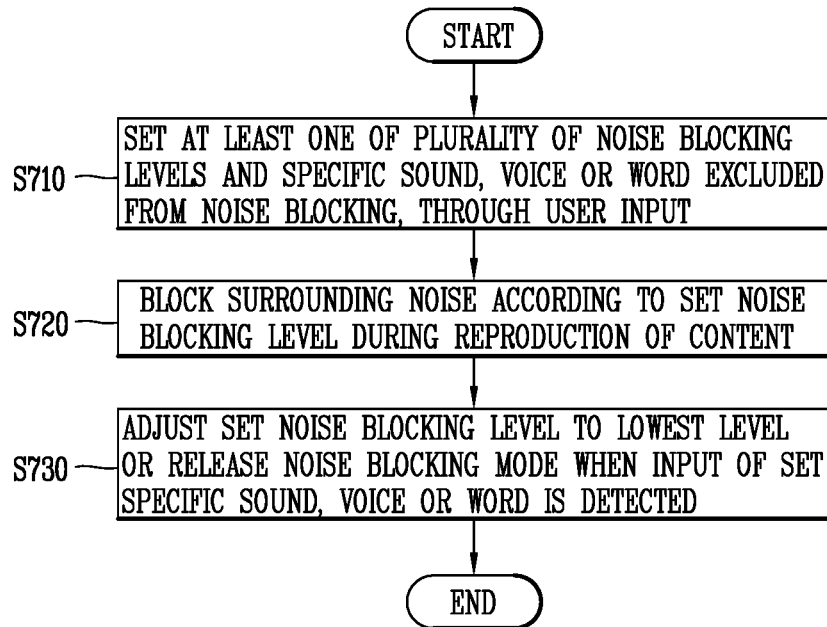 START
S710
SET AT LEAST ONE OF PLURALITY OF NOISE BLOCKING
LEVELS AND SPECIFIC SOUND, VOICE OR WORD EXCLUDED
FROM NOISE BLOCKING, THROUGH USER INPUT
S720
BLOCK SURROUNDING NOISE ACCORDING TO SET NOISE
BLOCKING LEVEL DURING REPRODUCTION OF CONTENT
S730
ADJUST SET NOISE BLOCKING LEVEL TO LOWEST LEVEL
OR RELEASE NOISE BLOCKING MODE WHEN INPUT OF SET
SPECIFIC SOUND, VOICE OR WORD IS DETECTED
END